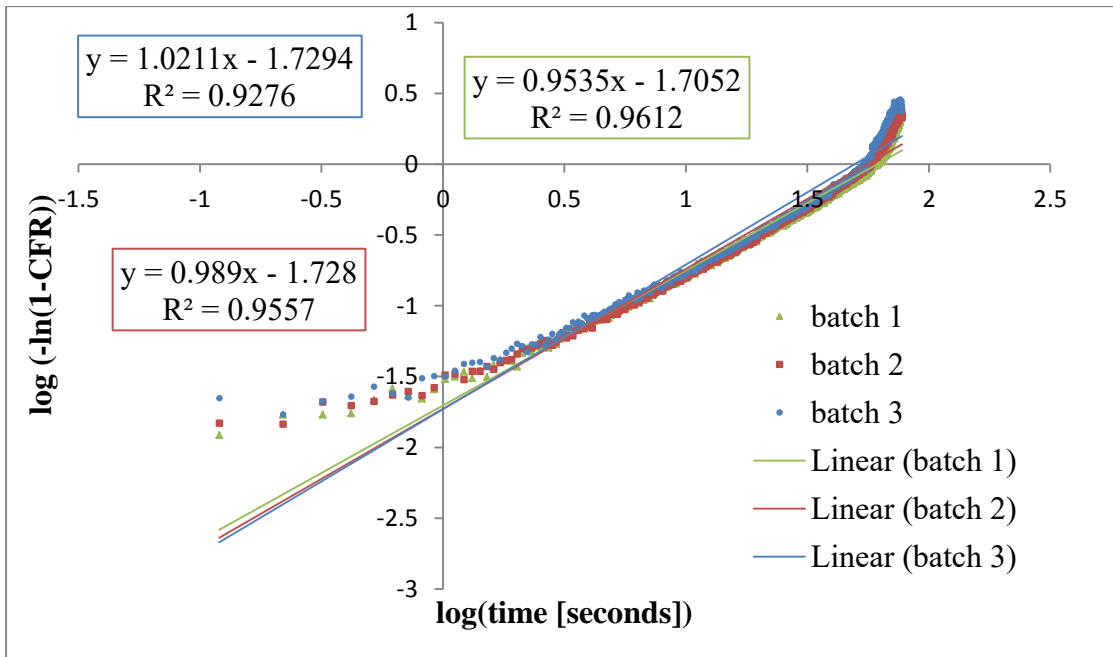 1
y = 1.0211x - 1.7294
R² = 0.9276
y = 0.9535x - 1.7052
R² = 0.9612
0.5
0
-1.5
-1
-0.5
0
0.5
1
1.5
2
2.5
y = 0.989x - 1.728
R² = 0.9557
-0.5
-1
-1.5
-2
-2.5
-3
log (-ln(1-CFR))
batch 1
batch 2
batch 3
Linear (batch 1)
Linear (batch 2)
Linear (batch 3)
log(time [seconds])